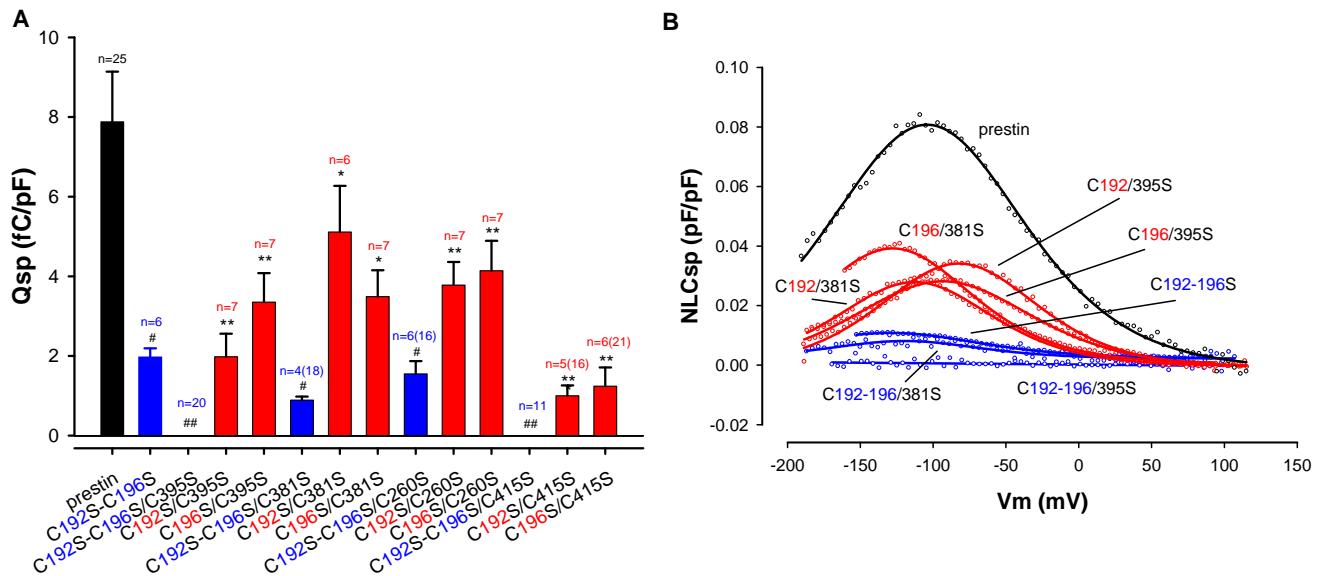 A
Qsp (fC/pF)
10
8
6
4
2
0
n=25
n=6
#
n=20
##
n=7
**
n=7
**
n=4(18)
#
n=6
*
n=7
*
n=6(16)
#
n=7
**
n=7
**
n=11
##
n=5(16)
**
n=6(21)
**
prestin
C192S-C196S
C192S-C196S/C395S
C192S/C395S
C196S/C395S
C192S-C196S/C381S
C192S/C381S
C196S/C381S
C192S-C196S/C260S
C192S/C260S
C196S/C260S
C192S-C196S/C415S
C192S/C415S
C196S/C415S
B
NLCsp (pF/pF)
0.10
0.08
0.06
0.04
0.02
0.00
-0.02
prestin
C192/395S
C196/381S
C196/395S
C192/381S
C192-196S
C192-196/381S
C192-196/395S
-200 -150 -100 -50 0 50 100 150
Vm (mV)